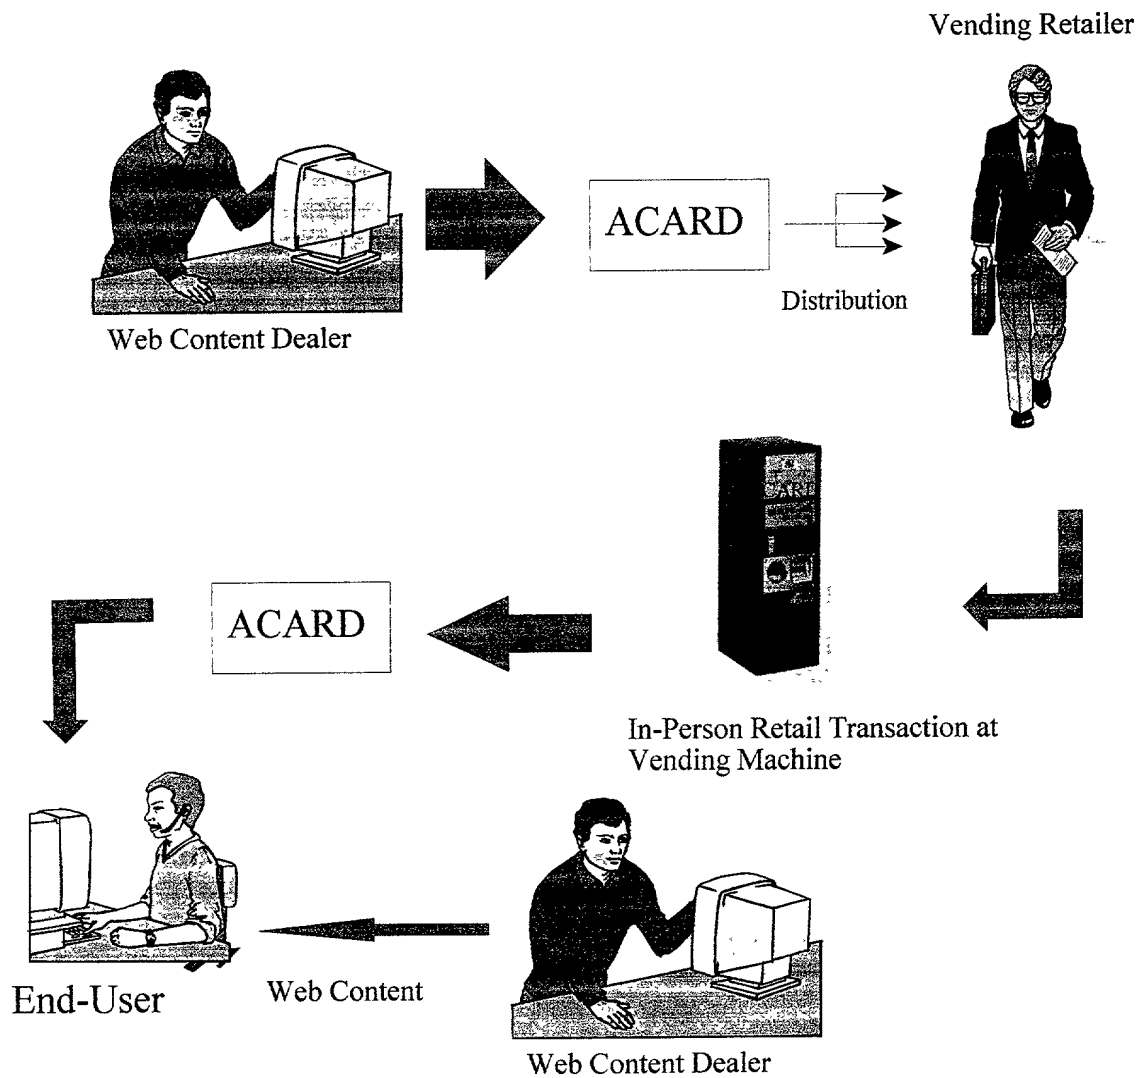 Vending Retailer
ACARD
Distribution
Web Content Dealer
CARD
ACARD
In-Person Retail Transaction at
Vending Machine
End-User
Web Content
Web Content Dealer